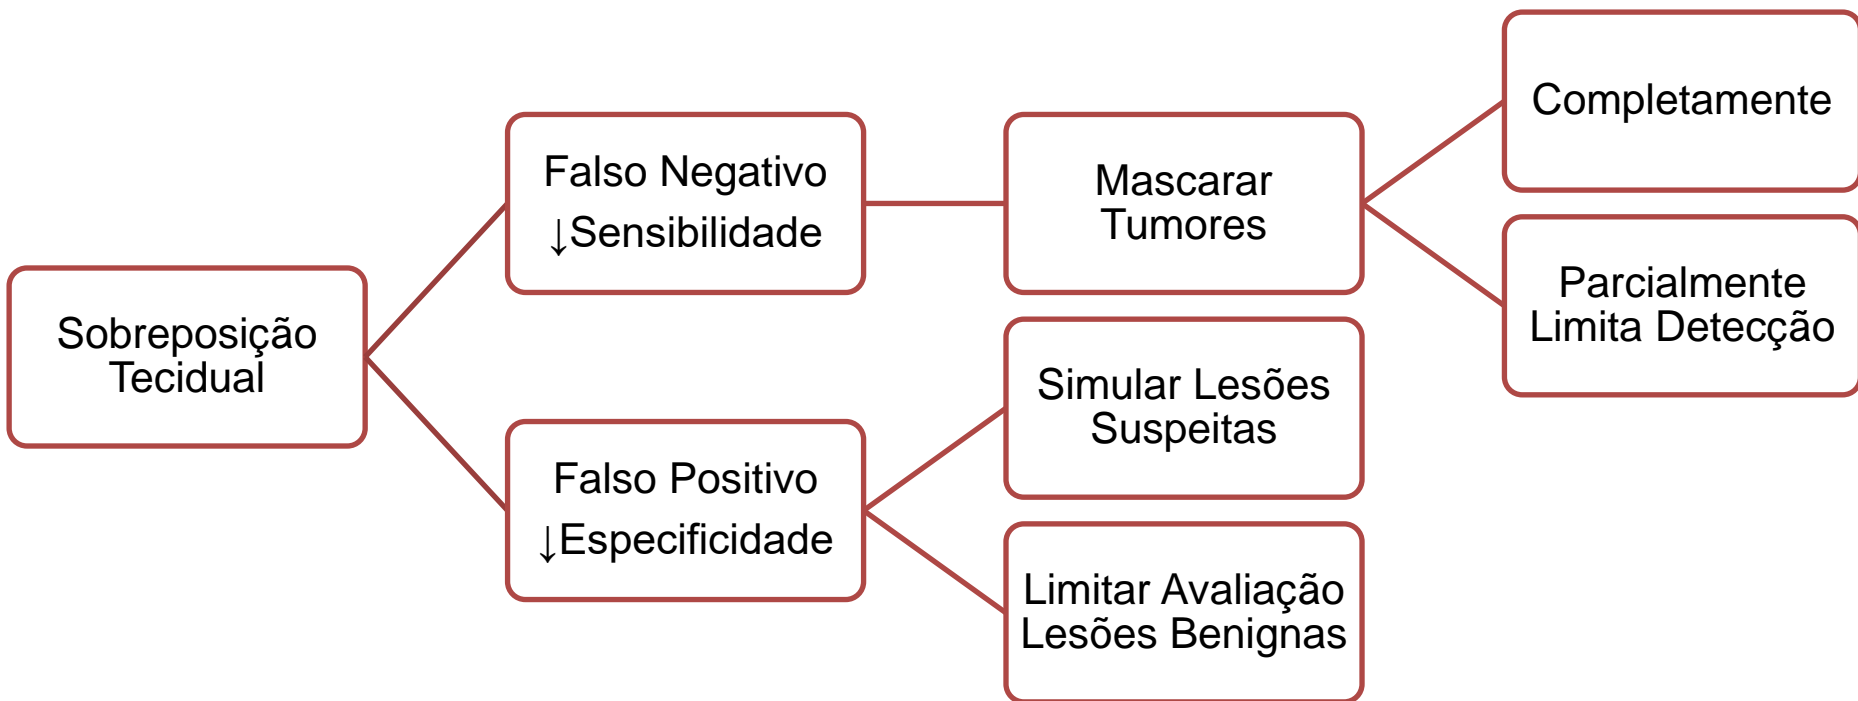 Sobreposição
Tecidual
Falso Negativo
↓Sensibilidade
Mascarar
Tumores
Completamente
Parcialmente
Limita Detecção
Falso Positivo
↓Especificidade
Simular Lesões
Suspeitas
Limitar Avaliação
Lesões Benignas